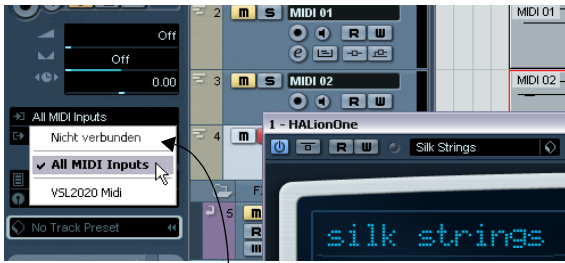 Off
Off
0.00
All MIDI Inputs
Nicht verbunden
✓ All MIDI Inputs
VSL2020 Midi
No Track Preset
2 m S MIDI 01
R W
e
3 m S MIDI 02
R W
4 m
5 m
R
MIDI 01
MIDI 02
1 - HALionOne
R W Silk Strings
silk strings